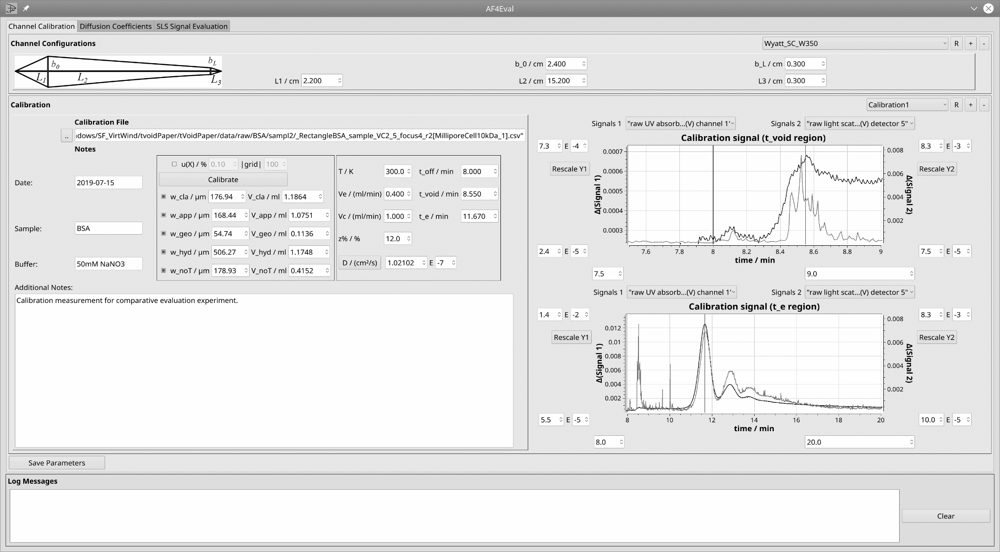 AF4Eval
Channel Calibration Diffusion Coefficients SLS Signal Evaluation
Channel Configurations Wyatt_SC_W350 R + -
b0 bL
L1 L2 L3
b_0 / cm 2.400 b_L / cm 0.300
L1 / cm 2.200 L2 / cm 15.200 L3 / cm 0.300
Calibration Calibration1 R + -
Calibration File
.. ıdows/SF_VirtWind/tvoidPaper/tVoidPaper/data/raw/BSA/sampl2/_RectangleBSA_sample_VC2_5_focus4_r2[MilliporeCell10kDa_1].csv"
Notes
Date: 2019-07-15
Sample: BSA
Buffer: 50mM NaNO3
u(X) / % 0.10 |grid| 100
Calibrate
w_cla / µm 176.94 V_cla / ml 1.1864
w_app / µm 168.44 V_app / ml 1.0751
w_geo / µm 54.74 V_geo / ml 0.1136
w_hyd / µm 506.27 V_hyd / ml 1.1748
w_noT / µm 178.93 V_noT / ml 0.4152
T / K 300.0 t_off / min 8.000
Ve / (ml/min) 0.400 t_void / min 8.550
Vc / (ml/min) 1.000 t_e / min 11.670
z% / % 12.0
D / (cm²/s) 1.02102 E -7
Additional Notes:
Calibration measurement for comparative evaluation experiment.
Signals 1 "raw UV absorb...(V) channel 1' Signals 2 "raw light scat...(V) detector 5"
Calibration signal (t_void region)
7.3 E -4
Rescale Y1
2.4 E -5
Δ(Signal 1)
0.0007
0.0006
0.0005
0.0004
0.0003
0.008
0.006
0.004
0.002
Δ(Signal 2)
8.3 E -3
Rescale Y2
7.5 E -5
7.6 7.8 8 8.2 8.4 8.6 8.8 9
time / min
7.5 9.0
Signals 1 "raw UV absorb...(V) channel 1' Signals 2 "raw light scat...(V) detector 5"
Calibration signal (t_e region)
1.4 E -2
Rescale Y1
5.5 E -5
Δ(Signal 1)
0.012
0.01
0.008
0.006
0.004
0.002
0.008
0.006
0.004
0.002
Δ(Signal 2)
8.3 E -3
Rescale Y2
10.0 E -5
8 10 12 14 16 18 20
time / min
8.0 20.0
Save Parameters
Log Messages
Clear